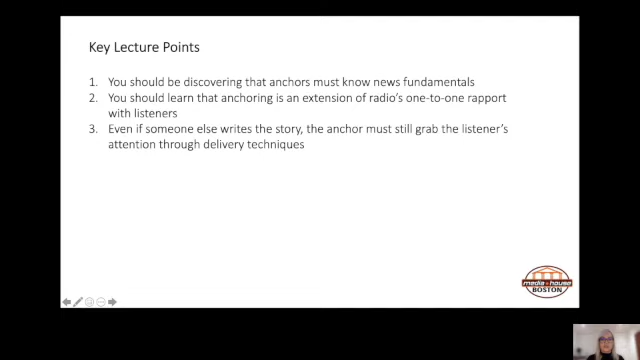 Key Lecture Points
1. You should be discovering that anchors must know news fundamentals
2. You should learn that anchoring is an extension of radio's one-to-one rapport
with listeners
3. Even if someone else writes the story, the anchor must still grab the listener's
attention through delivery techniques
media house
BOSTON